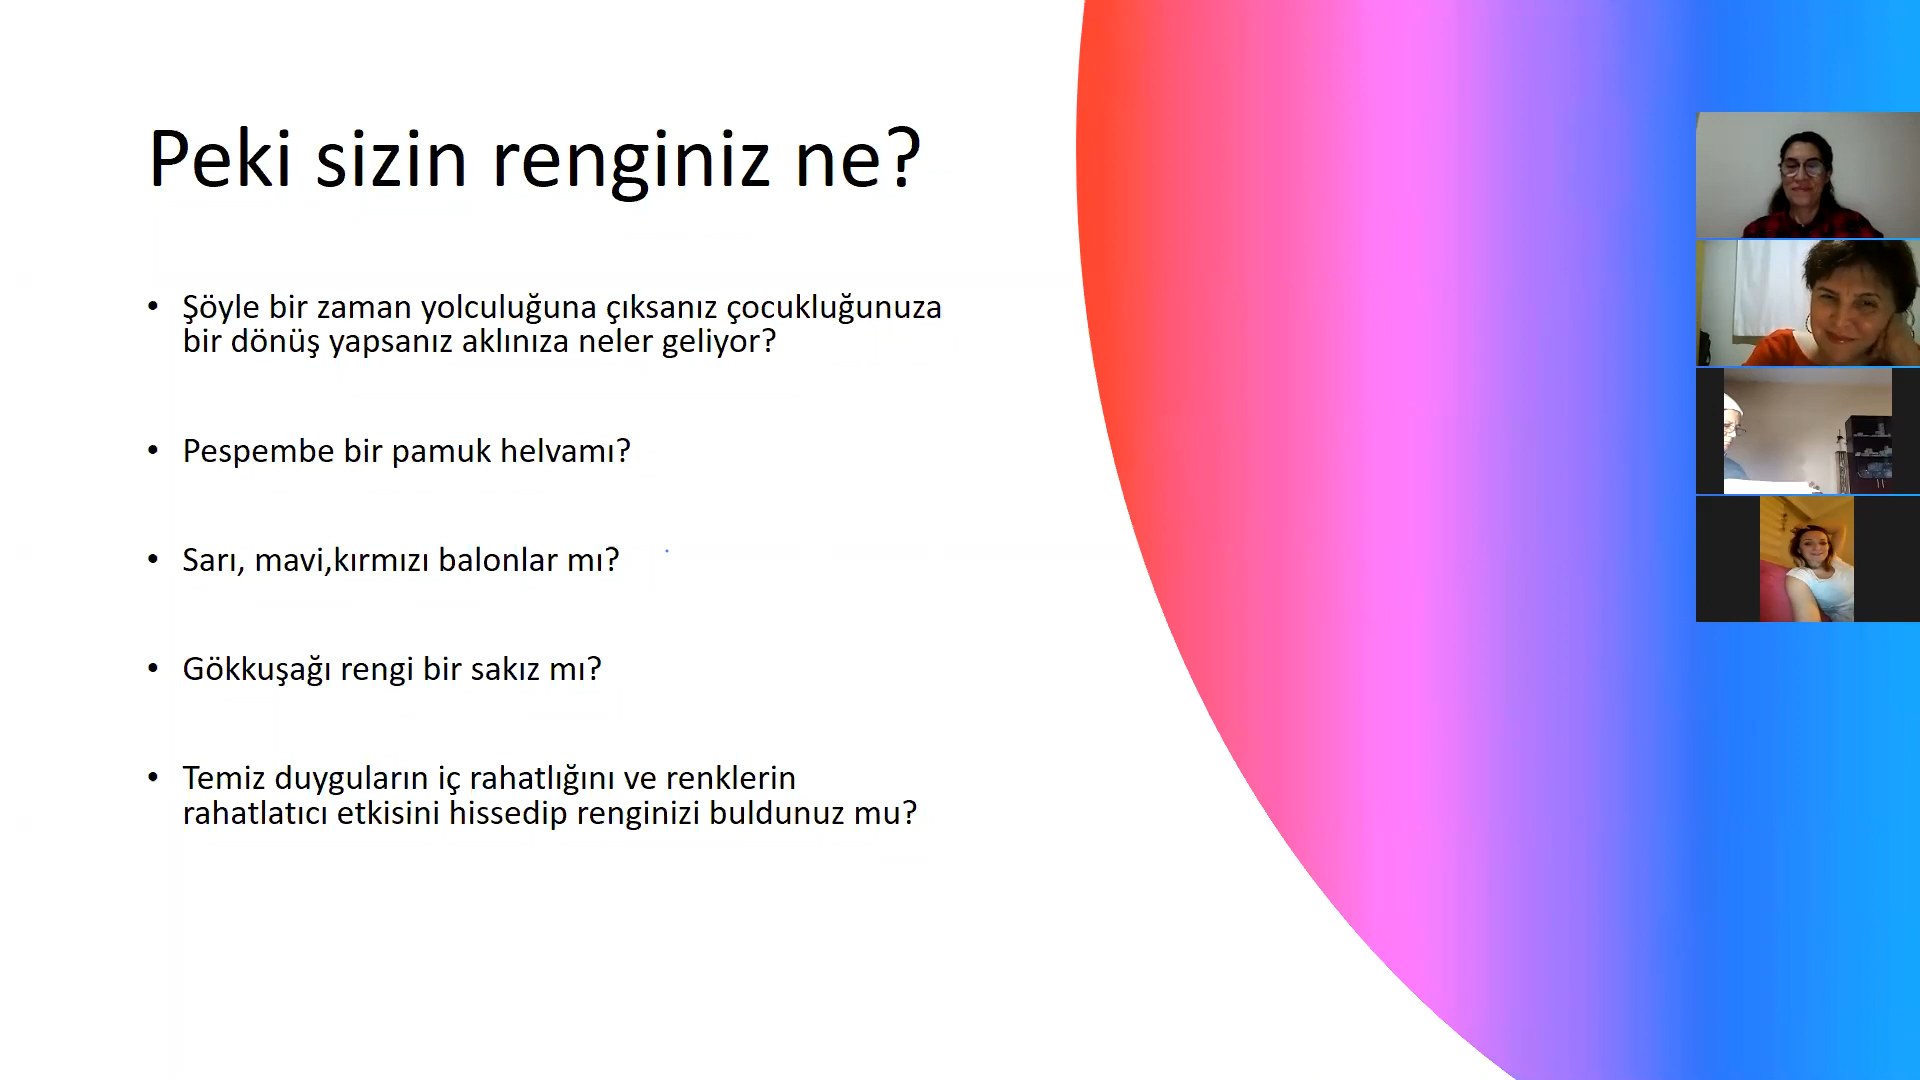 Peki sizin renginiz ne?
• Şöyle bir zaman yolculuğuna çıksanız çocukluğunuza
bir dönüş yapsanız aklınıza neler geliyor?
• Pespembe bir pamuk helvamı?
• Sarı, mavi,kırmızı balonlar mı?
• Gökkuşağı rengi bir sakız mı?
• Temiz duyguların iç rahatlığını ve renklerin
rahatlatıcı etkisini hissedip renginizi buldunuz mu?